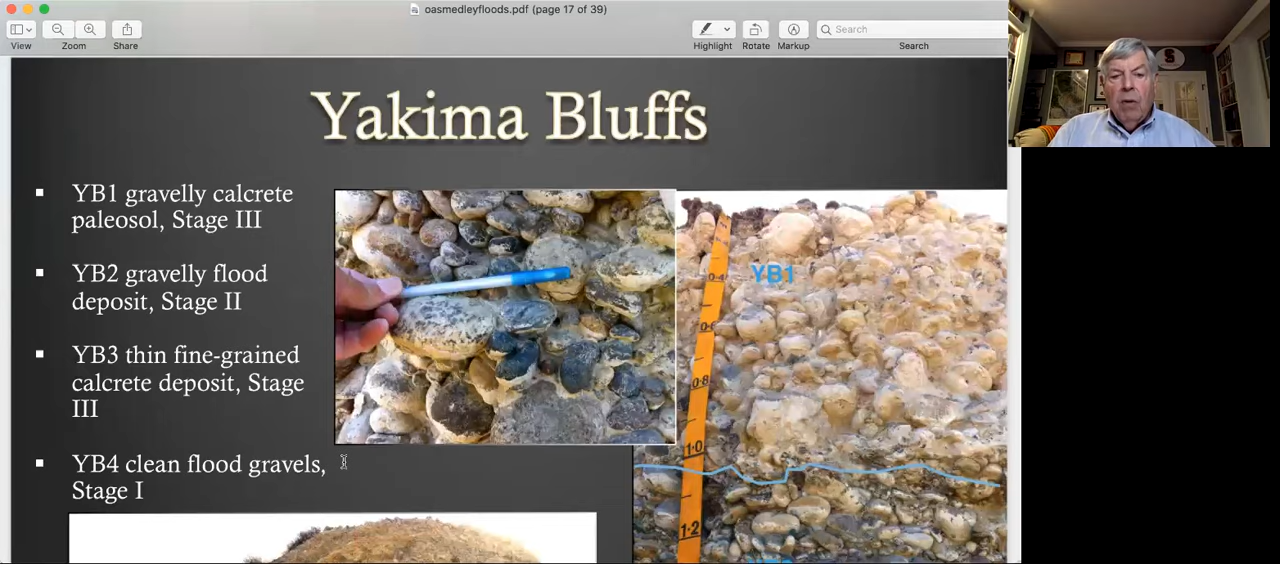 oasmedleyfloods.pdf (page 17 of 39)
View
Zoom
Share
Highlight
Rotate
Markup
Search
Search
Yakima Bluffs
▪ YB1 gravelly calcrete
paleosol, Stage III
▪ YB2 gravelly flood
deposit, Stage II
▪ YB3 thin fine-grained
calcrete deposit, Stage
III
▪ YB4 clean flood gravels,
Stage I
YB1
0·4
0·8
1·0
1·2
S